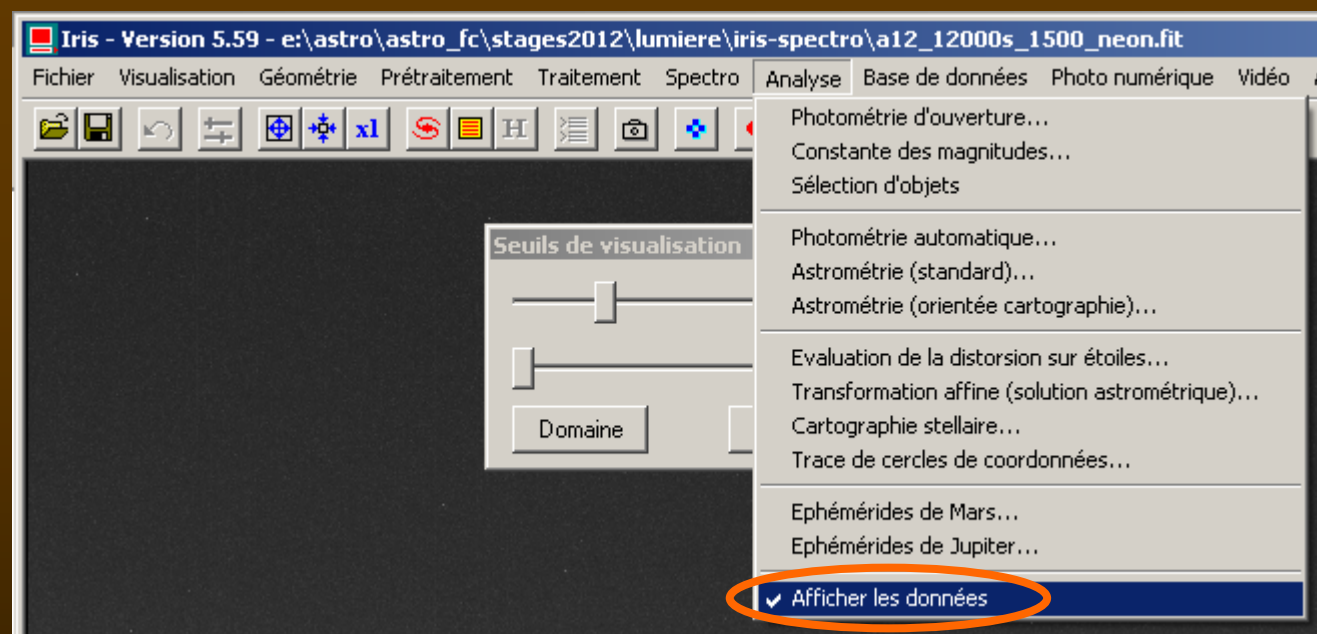 Iris - Version 5.59 - e:\astro\astro_fc\stages2012\lumiere\iris-spectro\a12_12000s_1500_neon.fit
Fichier Visualisation Géométrie Prétraitement Traitement Spectro Analyse Base de données Photo numérique Vidéo
x1 H
Photométrie d'ouverture...
Constante des magnitudes...
Sélection d'objets
Photométrie automatique...
Astrométrie (standard)...
Astrométrie (orientée cartographie)...
Evaluation de la distorsion sur étoiles...
Transformation affine (solution astrométrique)...
Cartographie stellaire...
Trace de cercles de coordonnées...
Ephémérides de Mars...
Ephémérides de Jupiter...
Afficher les données
Seuils de visualisation
Domaine